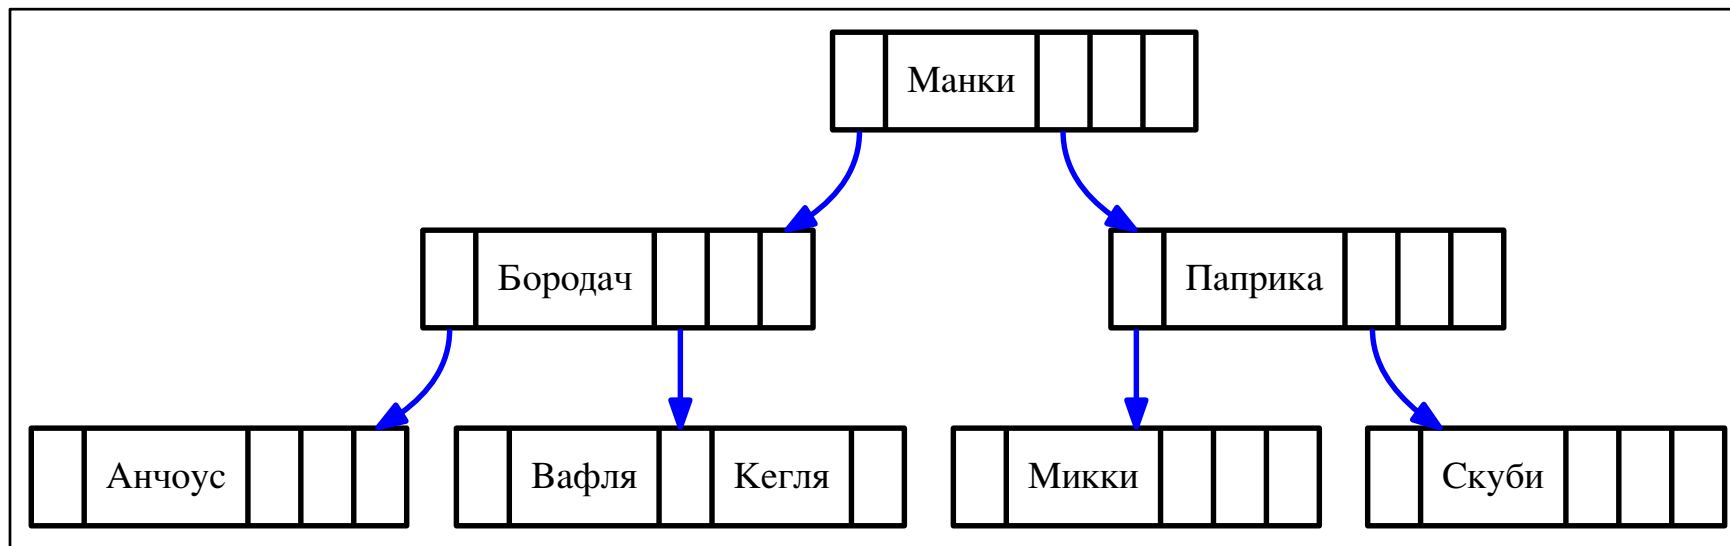 Манки
Бородач Паприка
Анчоус Вафля Кегля Микки Скуби